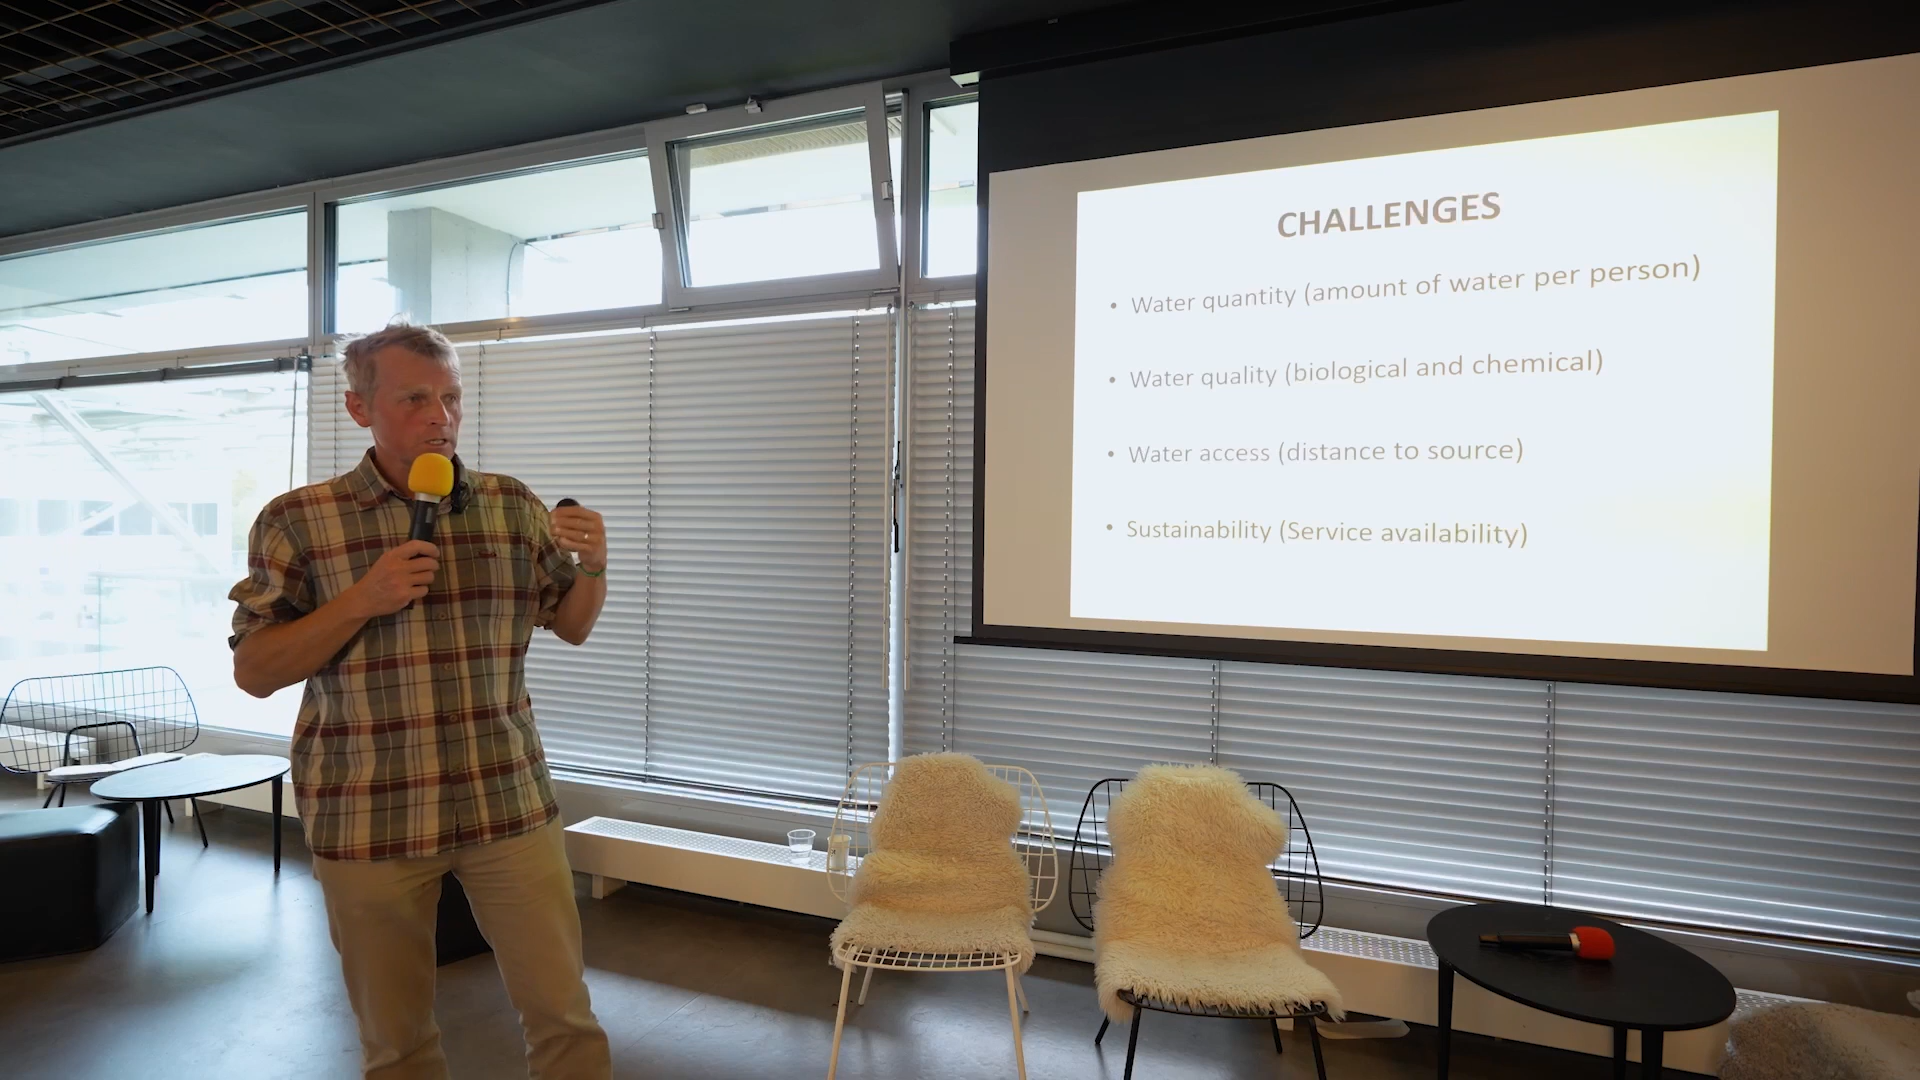 CHALLENGES
• Water quantity (amount of water per person)
• Water quality (biological and chemical)
• Water access (distance to source)
• Sustainability (Service availability)